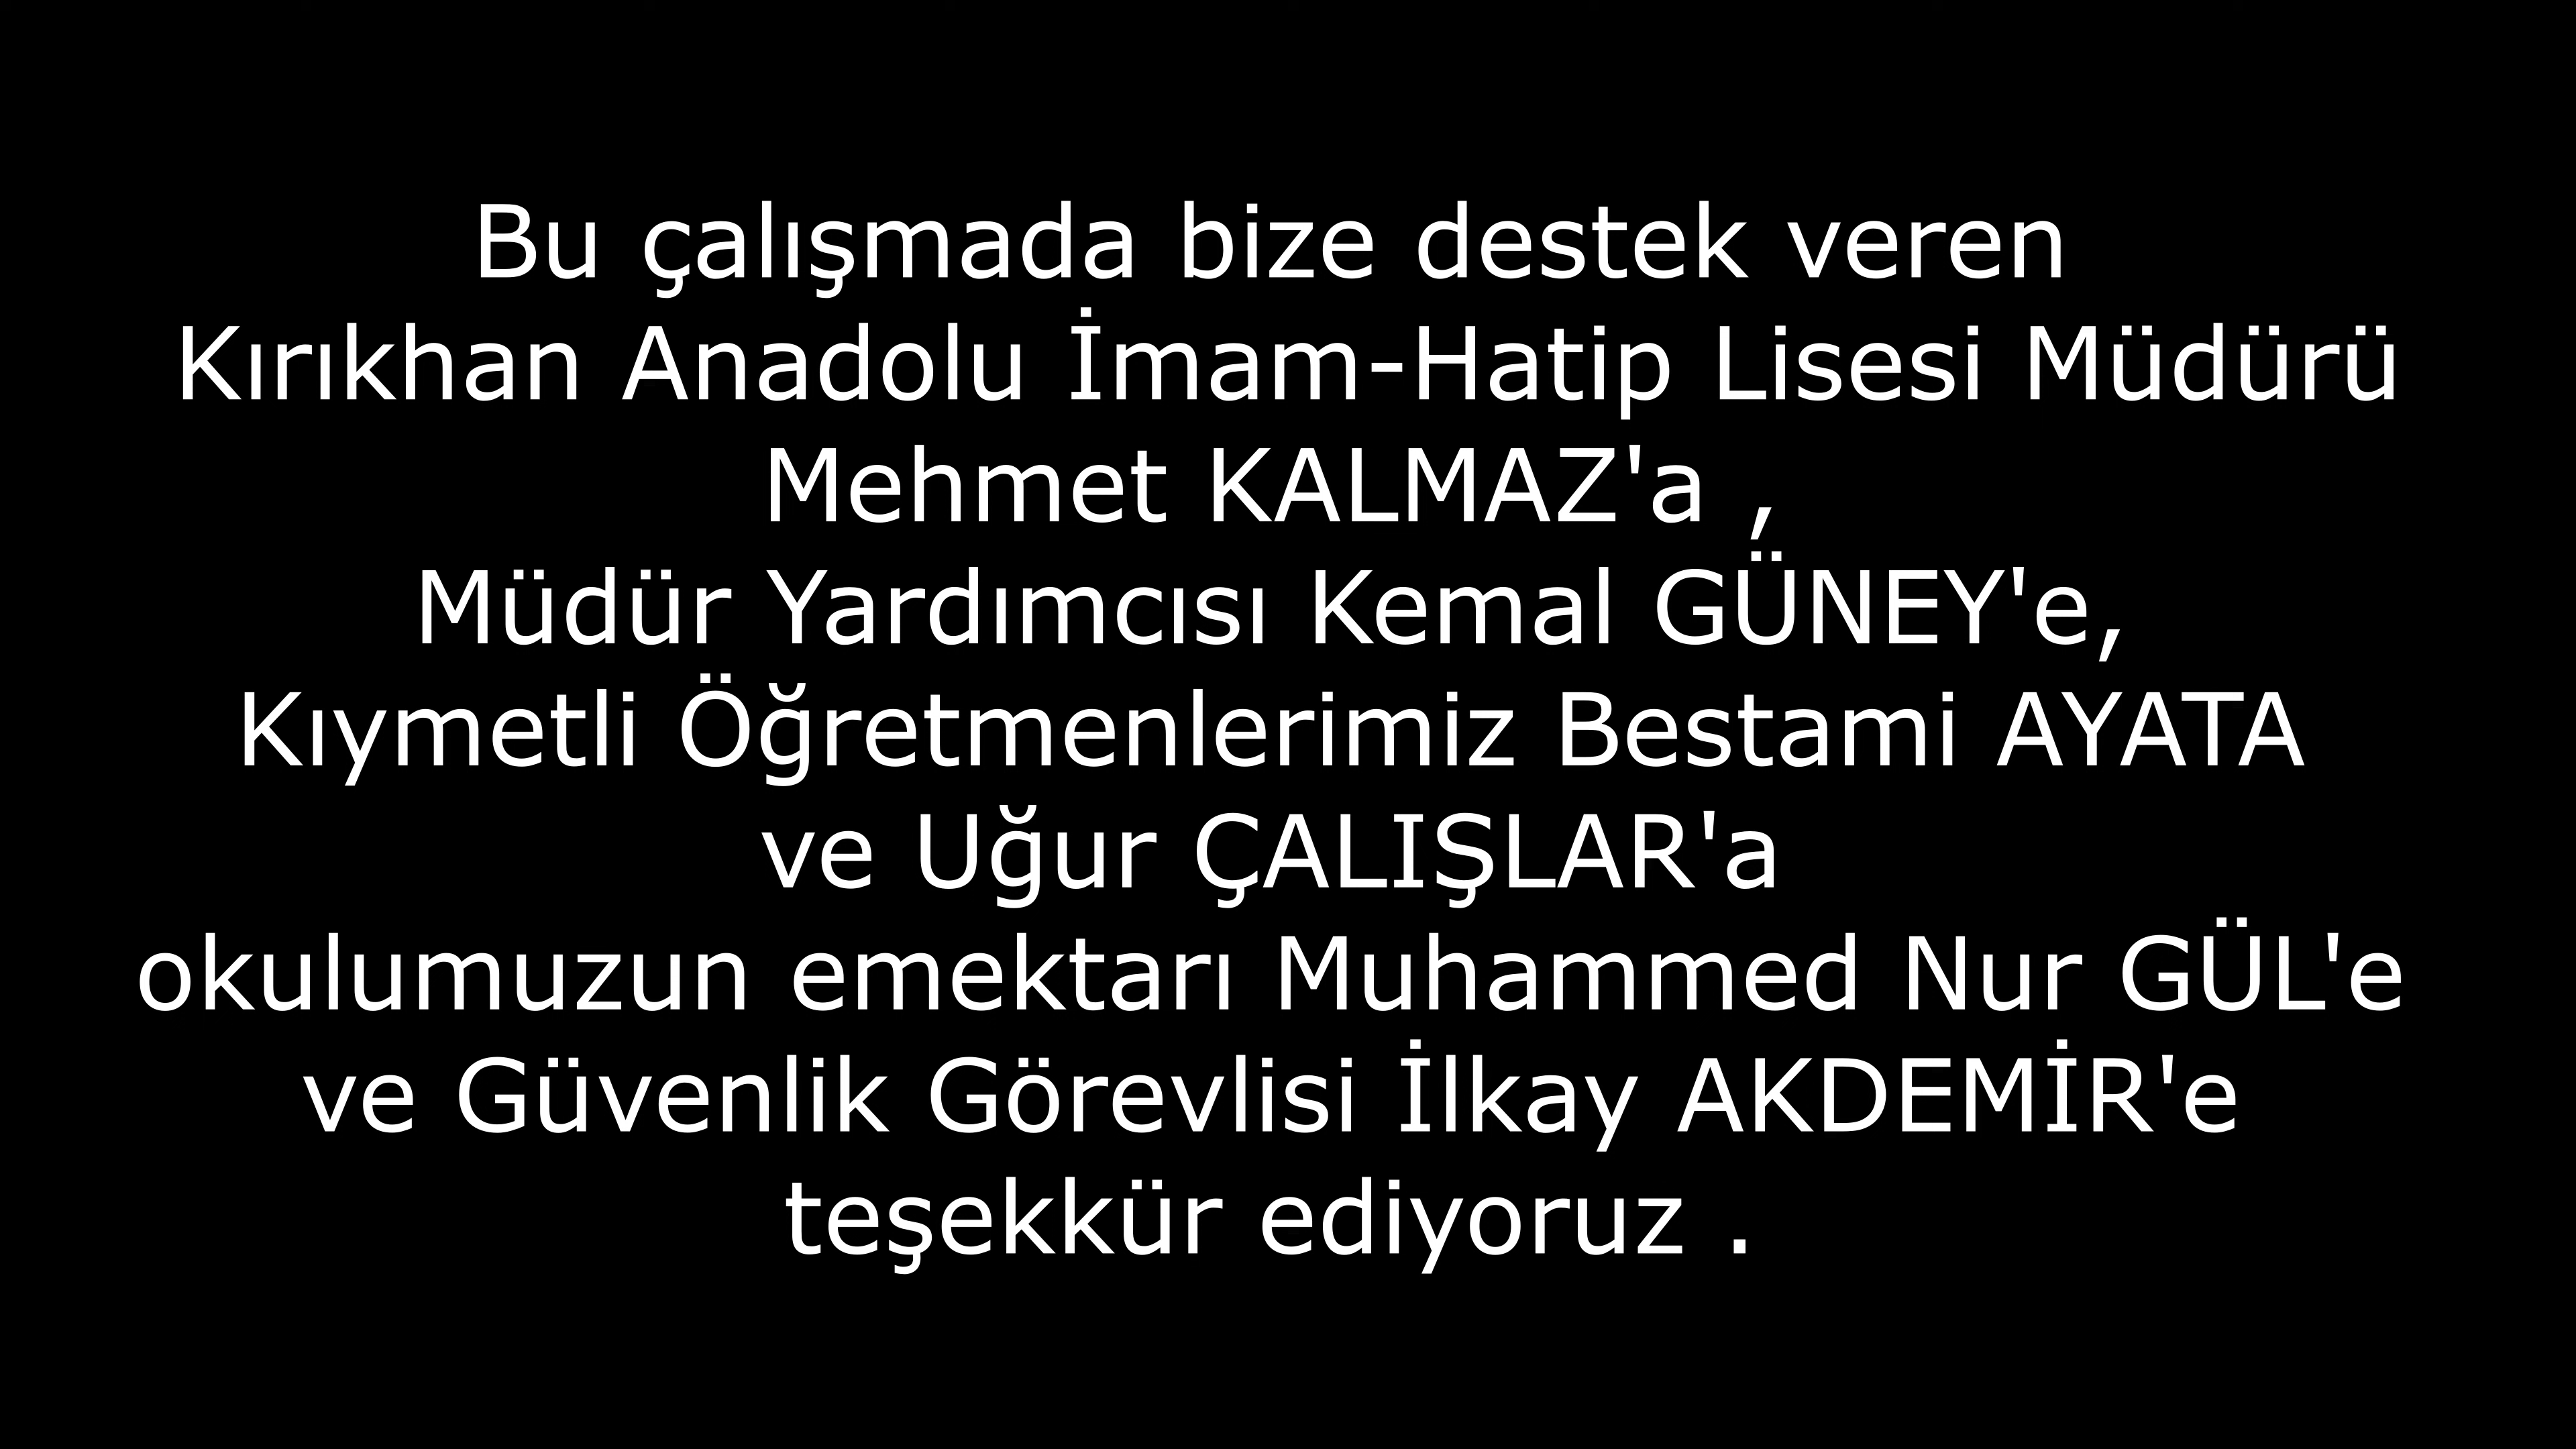 Bu çalışmada bize destek veren
Kırıkhan Anadolu İmam-Hatip Lisesi Müdürü
Mehmet KALMAZ'a ,
Müdür Yardımcısı Kemal GÜNEY'e,
Kıymetli Öğretmenlerimiz Bestami AYATA
ve Uğur ÇALIŞLAR'a
okulumuzun emektarı Muhammed Nur GÜL'e
ve Güvenlik Görevlisi İlkay AKDEMİR'e
teşekkür ediyoruz .